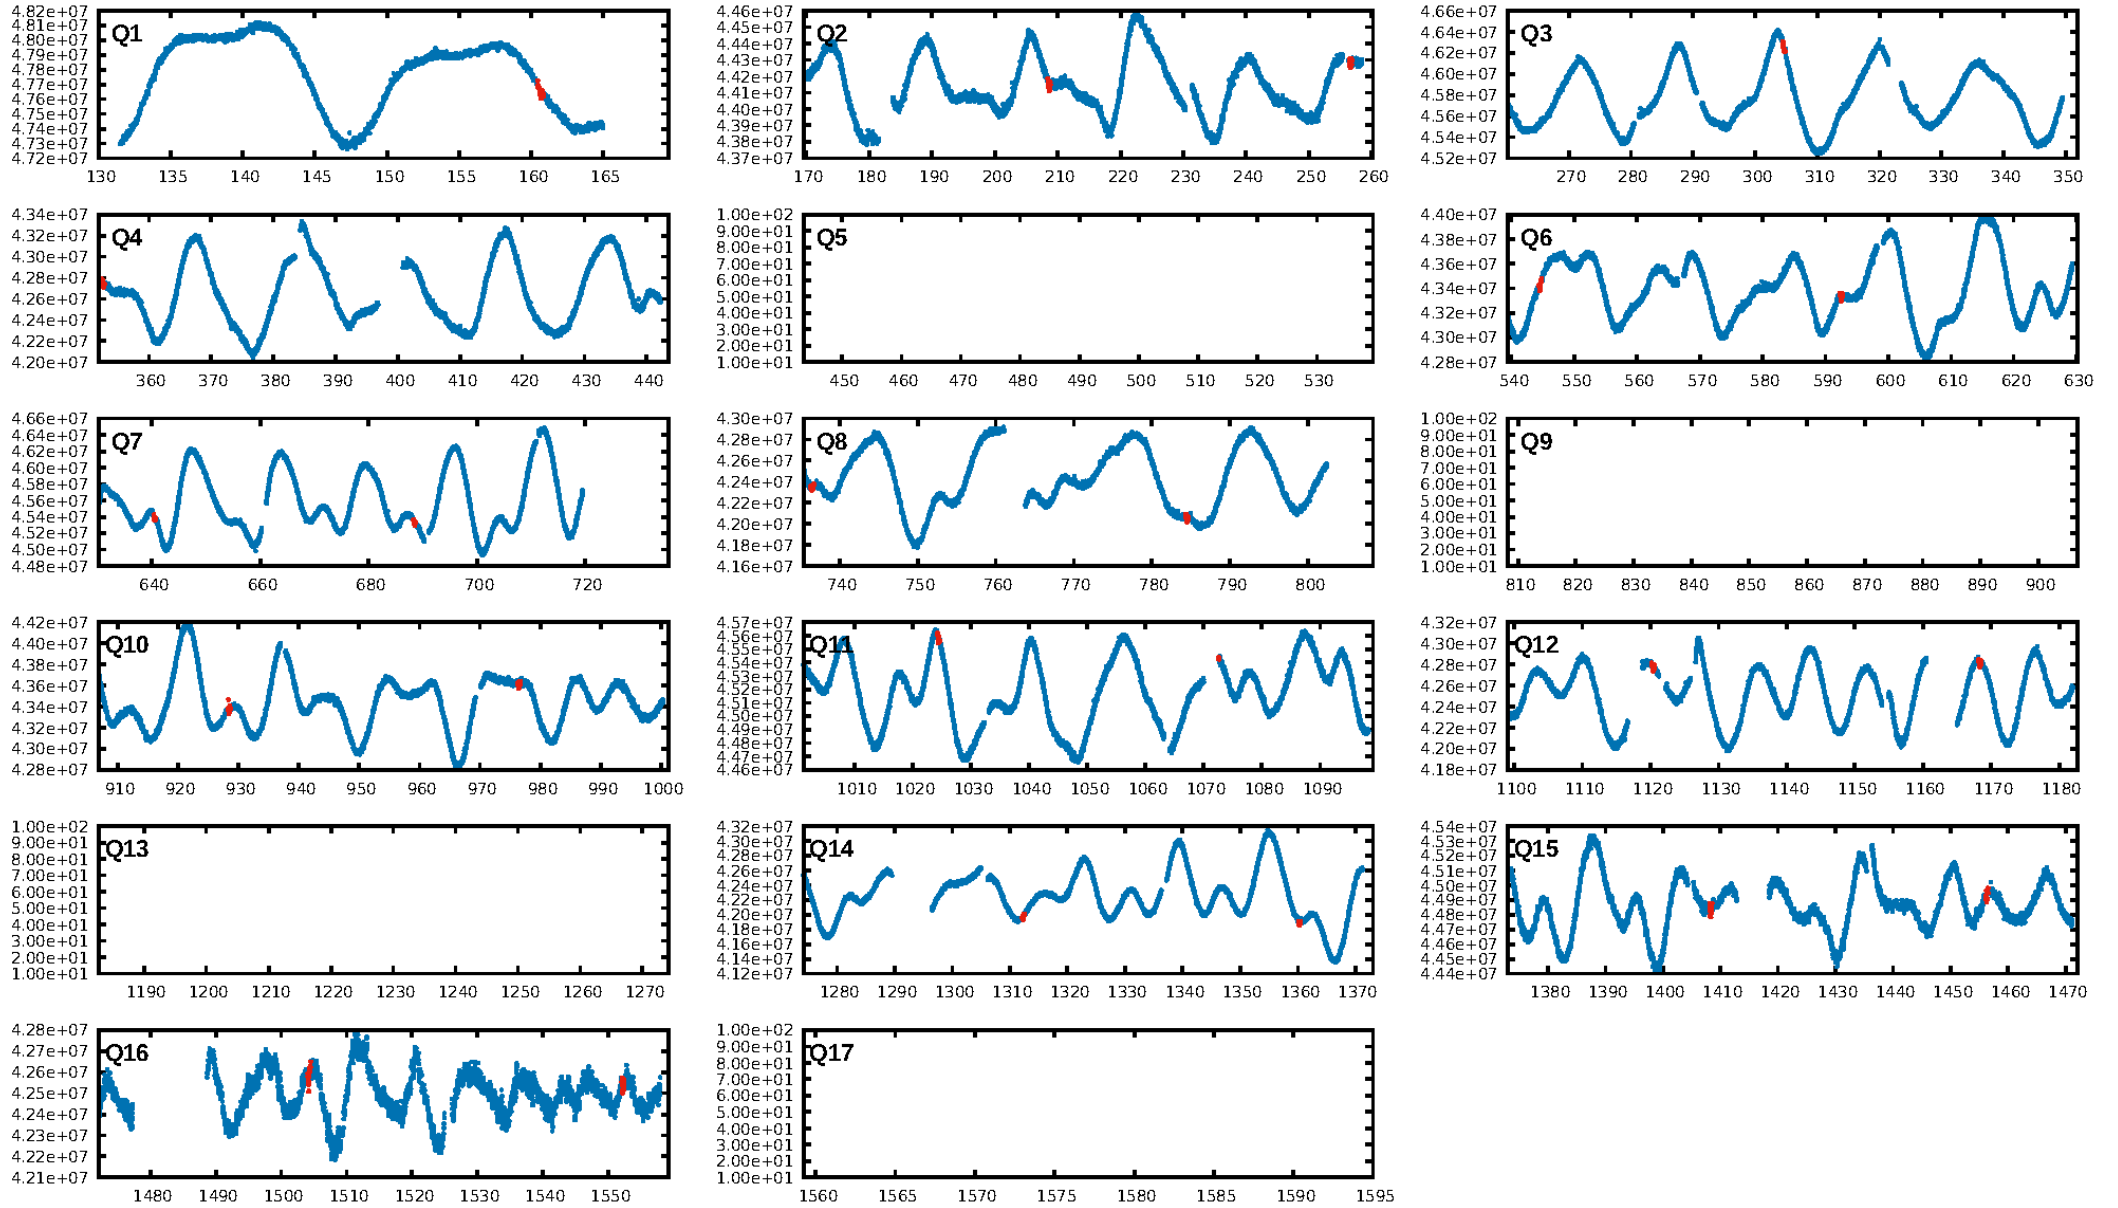 Q1
4.82e+07
4.81e+07
4.80e+07
4.79e+07
4.78e+07
4.77e+07
4.76e+07
4.75e+07
4.74e+07
4.73e+07
4.72e+07
130 135 140 145 150 155 160 165
Q2
4.46e+07
4.45e+07
4.44e+07
4.43e+07
4.42e+07
4.41e+07
4.40e+07
4.39e+07
4.38e+07
4.37e+07
170 180 190 200 210 220 230 240 250 260
Q3
4.66e+07
4.64e+07
4.62e+07
4.60e+07
4.58e+07
4.56e+07
4.54e+07
4.52e+07
270 280 290 300 310 320 330 340 350
Q4
4.34e+07
4.32e+07
4.30e+07
4.28e+07
4.26e+07
4.24e+07
4.22e+07
4.20e+07
360 370 380 390 400 410 420 430 440
Q5
1.00e+02
9.00e+01
8.00e+01
7.00e+01
6.00e+01
5.00e+01
4.00e+01
3.00e+01
2.00e+01
1.00e+01
450 460 470 480 490 500 510 520 530
Q6
4.40e+07
4.38e+07
4.36e+07
4.34e+07
4.32e+07
4.30e+07
4.28e+07
540 550 560 570 580 590 600 610 620 630
Q7
4.66e+07
4.64e+07
4.62e+07
4.60e+07
4.58e+07
4.56e+07
4.54e+07
4.52e+07
4.50e+07
4.48e+07
640 660 680 700 720
Q8
4.30e+07
4.28e+07
4.26e+07
4.24e+07
4.22e+07
4.20e+07
4.18e+07
4.16e+07
740 750 760 770 780 790 800
Q9
1.00e+02
9.00e+01
8.00e+01
7.00e+01
6.00e+01
5.00e+01
4.00e+01
3.00e+01
2.00e+01
1.00e+01
810 820 830 840 850 860 870 880 890 900
Q10
4.42e+07
4.40e+07
4.38e+07
4.36e+07
4.34e+07
4.32e+07
4.30e+07
4.28e+07
910 920 930 940 950 960 970 980 990 1000
Q11
4.57e+07
4.56e+07
4.55e+07
4.54e+07
4.53e+07
4.52e+07
4.51e+07
4.50e+07
4.49e+07
4.48e+07
4.47e+07
4.46e+07
1010 1020 1030 1040 1050 1060 1070 1080 1090
Q12
4.32e+07
4.30e+07
4.28e+07
4.26e+07
4.24e+07
4.22e+07
4.20e+07
4.18e+07
1100 1110 1120 1130 1140 1150 1160 1170 1180
Q13
1.00e+02
9.00e+01
8.00e+01
7.00e+01
6.00e+01
5.00e+01
4.00e+01
3.00e+01
2.00e+01
1.00e+01
1190 1200 1210 1220 1230 1240 1250 1260 1270
Q14
4.32e+07
4.30e+07
4.28e+07
4.26e+07
4.24e+07
4.22e+07
4.20e+07
4.18e+07
4.16e+07
4.14e+07
4.12e+07
1280 1290 1300 1310 1320 1330 1340 1350 1360 1370
Q15
4.54e+07
4.53e+07
4.52e+07
4.51e+07
4.50e+07
4.49e+07
4.48e+07
4.47e+07
4.46e+07
4.45e+07
4.44e+07
1380 1390 1400 1410 1420 1430 1440 1450 1460 1470
Q16
4.28e+07
4.27e+07
4.26e+07
4.25e+07
4.24e+07
4.23e+07
4.22e+07
4.21e+07
1480 1490 1500 1510 1520 1530 1540 1550
Q17
1.00e+02
9.00e+01
8.00e+01
7.00e+01
6.00e+01
5.00e+01
4.00e+01
3.00e+01
2.00e+01
1.00e+01
1560 1565 1570 1575 1580 1585 1590 1595